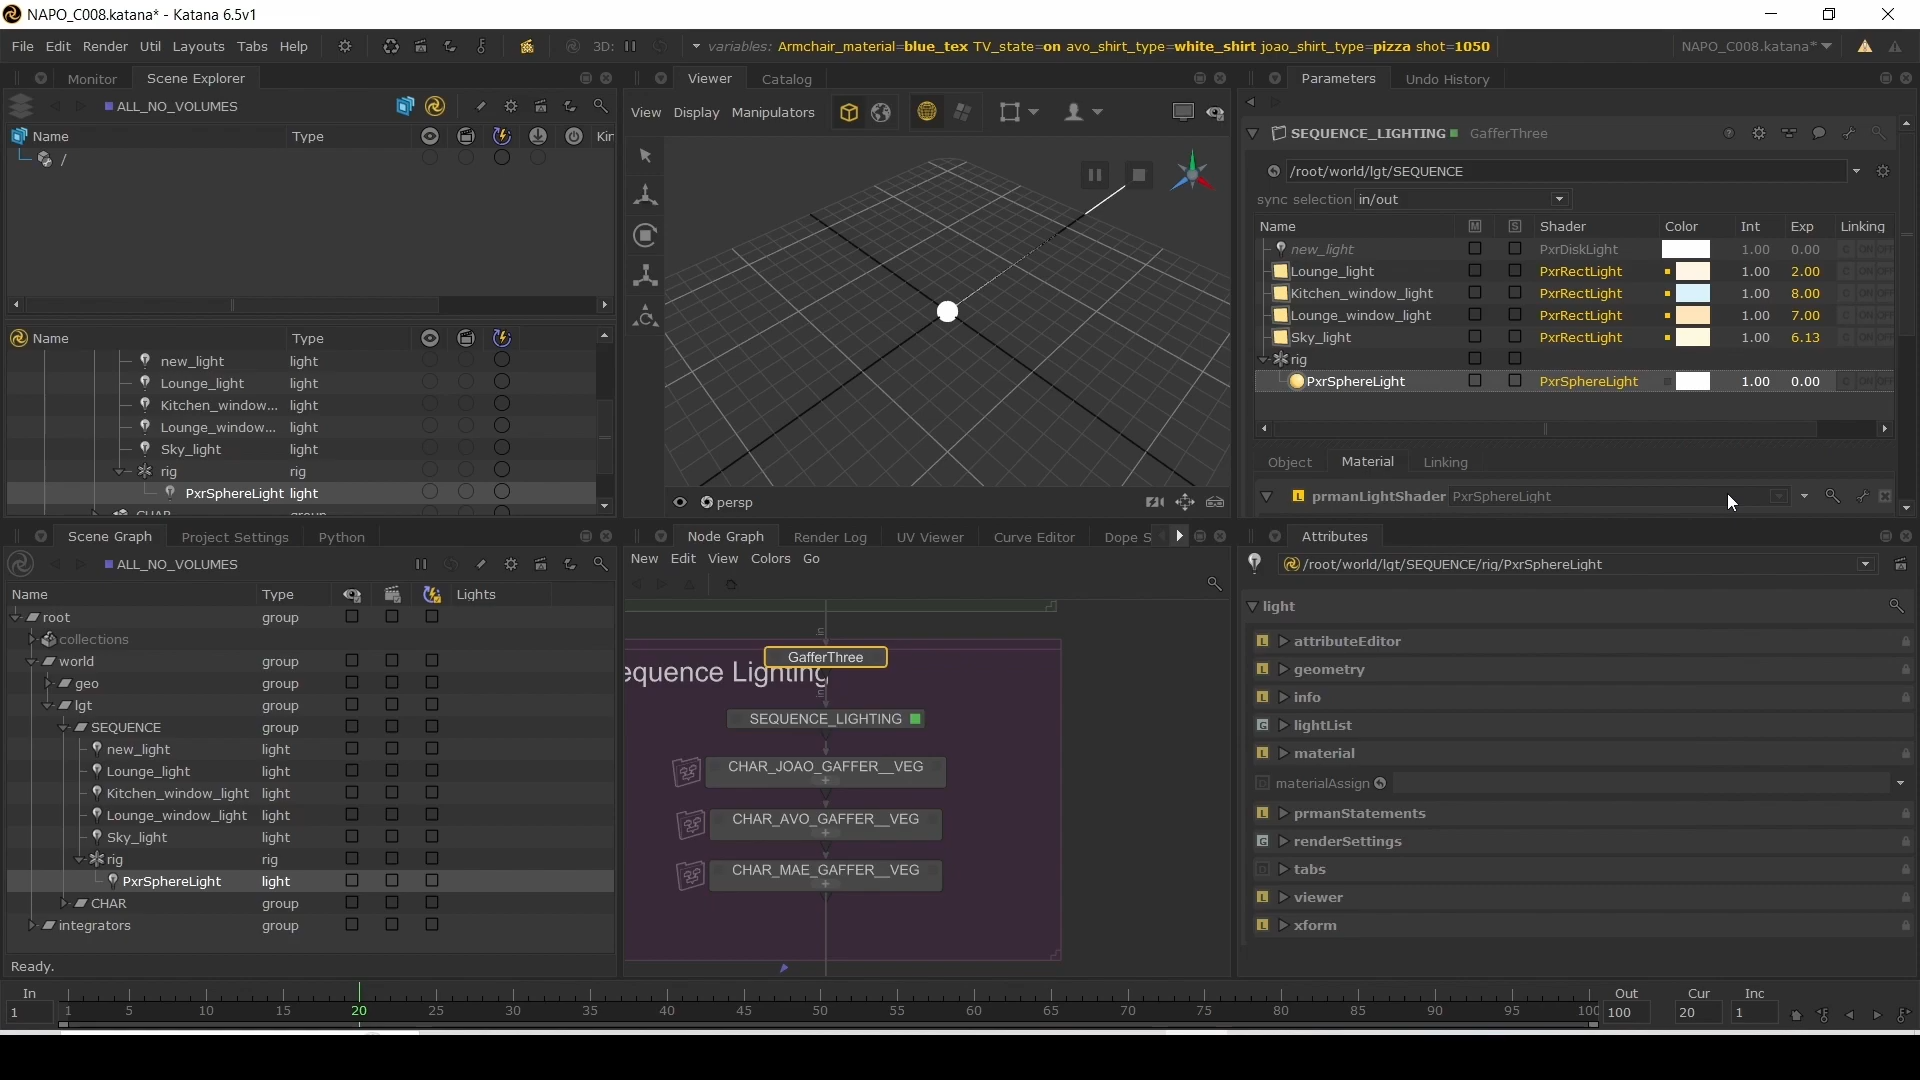 NAPO_C008.katana* - Katana 6.5v1
File Edit Render Util Layouts Tabs Help 3D: variables: Armchair_material=blue_tex TV_state=on avo_shirt_type=white_shirt joao_shirt_type=pizza shot=1050 NAPO_C008.katana*
Monitor Scene Explorer
ALL_NO_VOLUMES
Name Type Kin
/
Name Type
new_light light
Lounge_light light
Kitchen_window... light
Lounge_window... light
Sky_light light
rig rig
PxrSphereLight light
Viewer Catalog
View Display Manipulators
persp
Parameters Undo History
SEQUENCE_LIGHTING GafferThree
/root/world/lgt/SEQUENCE
sync selection in/out
Name M S Shader Color Int Exp Linking
new_light PxrDiskLight 1.00 0.00
Lounge_light PxrRectLight 1.00 2.00
Kitchen_window_light PxrRectLight 1.00 8.00
Lounge_window_light PxrRectLight 1.00 7.00
Sky_light PxrRectLight 1.00 6.13
rig
PxrSphereLight PxrSphereLight 1.00 0.00
Object Material Linking
L prmanLightShader PxrSphereLight
Scene Graph Project Settings Python
ALL_NO_VOLUMES
Name Type Lights
root group
collections
world group
geo group
lgt group
SEQUENCE group
new_light light
Lounge_light light
Kitchen_window_light light
Lounge_window_light light
Sky_light light
rig rig
PxrSphereLight light
CHAR group
integrators group
Ready.
Node Graph Render Log UV Viewer Curve Editor Dope S
New Edit View Colors Go
in
GafferThree
equence Lighting
in
SEQUENCE_LIGHTING
CHAR_JOAO_GAFFER__VEG
CHAR_AVO_GAFFER__VEG
CHAR_MAE_GAFFER__VEG
Attributes
/root/world/lgt/SEQUENCE/rig/PxrSphereLight
light
L attributeEditor
L geometry
L info
G lightList
L material
D materialAssign
L prmanStatements
G renderSettings
D tabs
L viewer
L xform
In
1
1 5 10 15 20 25 30 35 40 45 50 55 60 65 70 75 80 85 90 95 100
Out Cur Inc
100 20 1